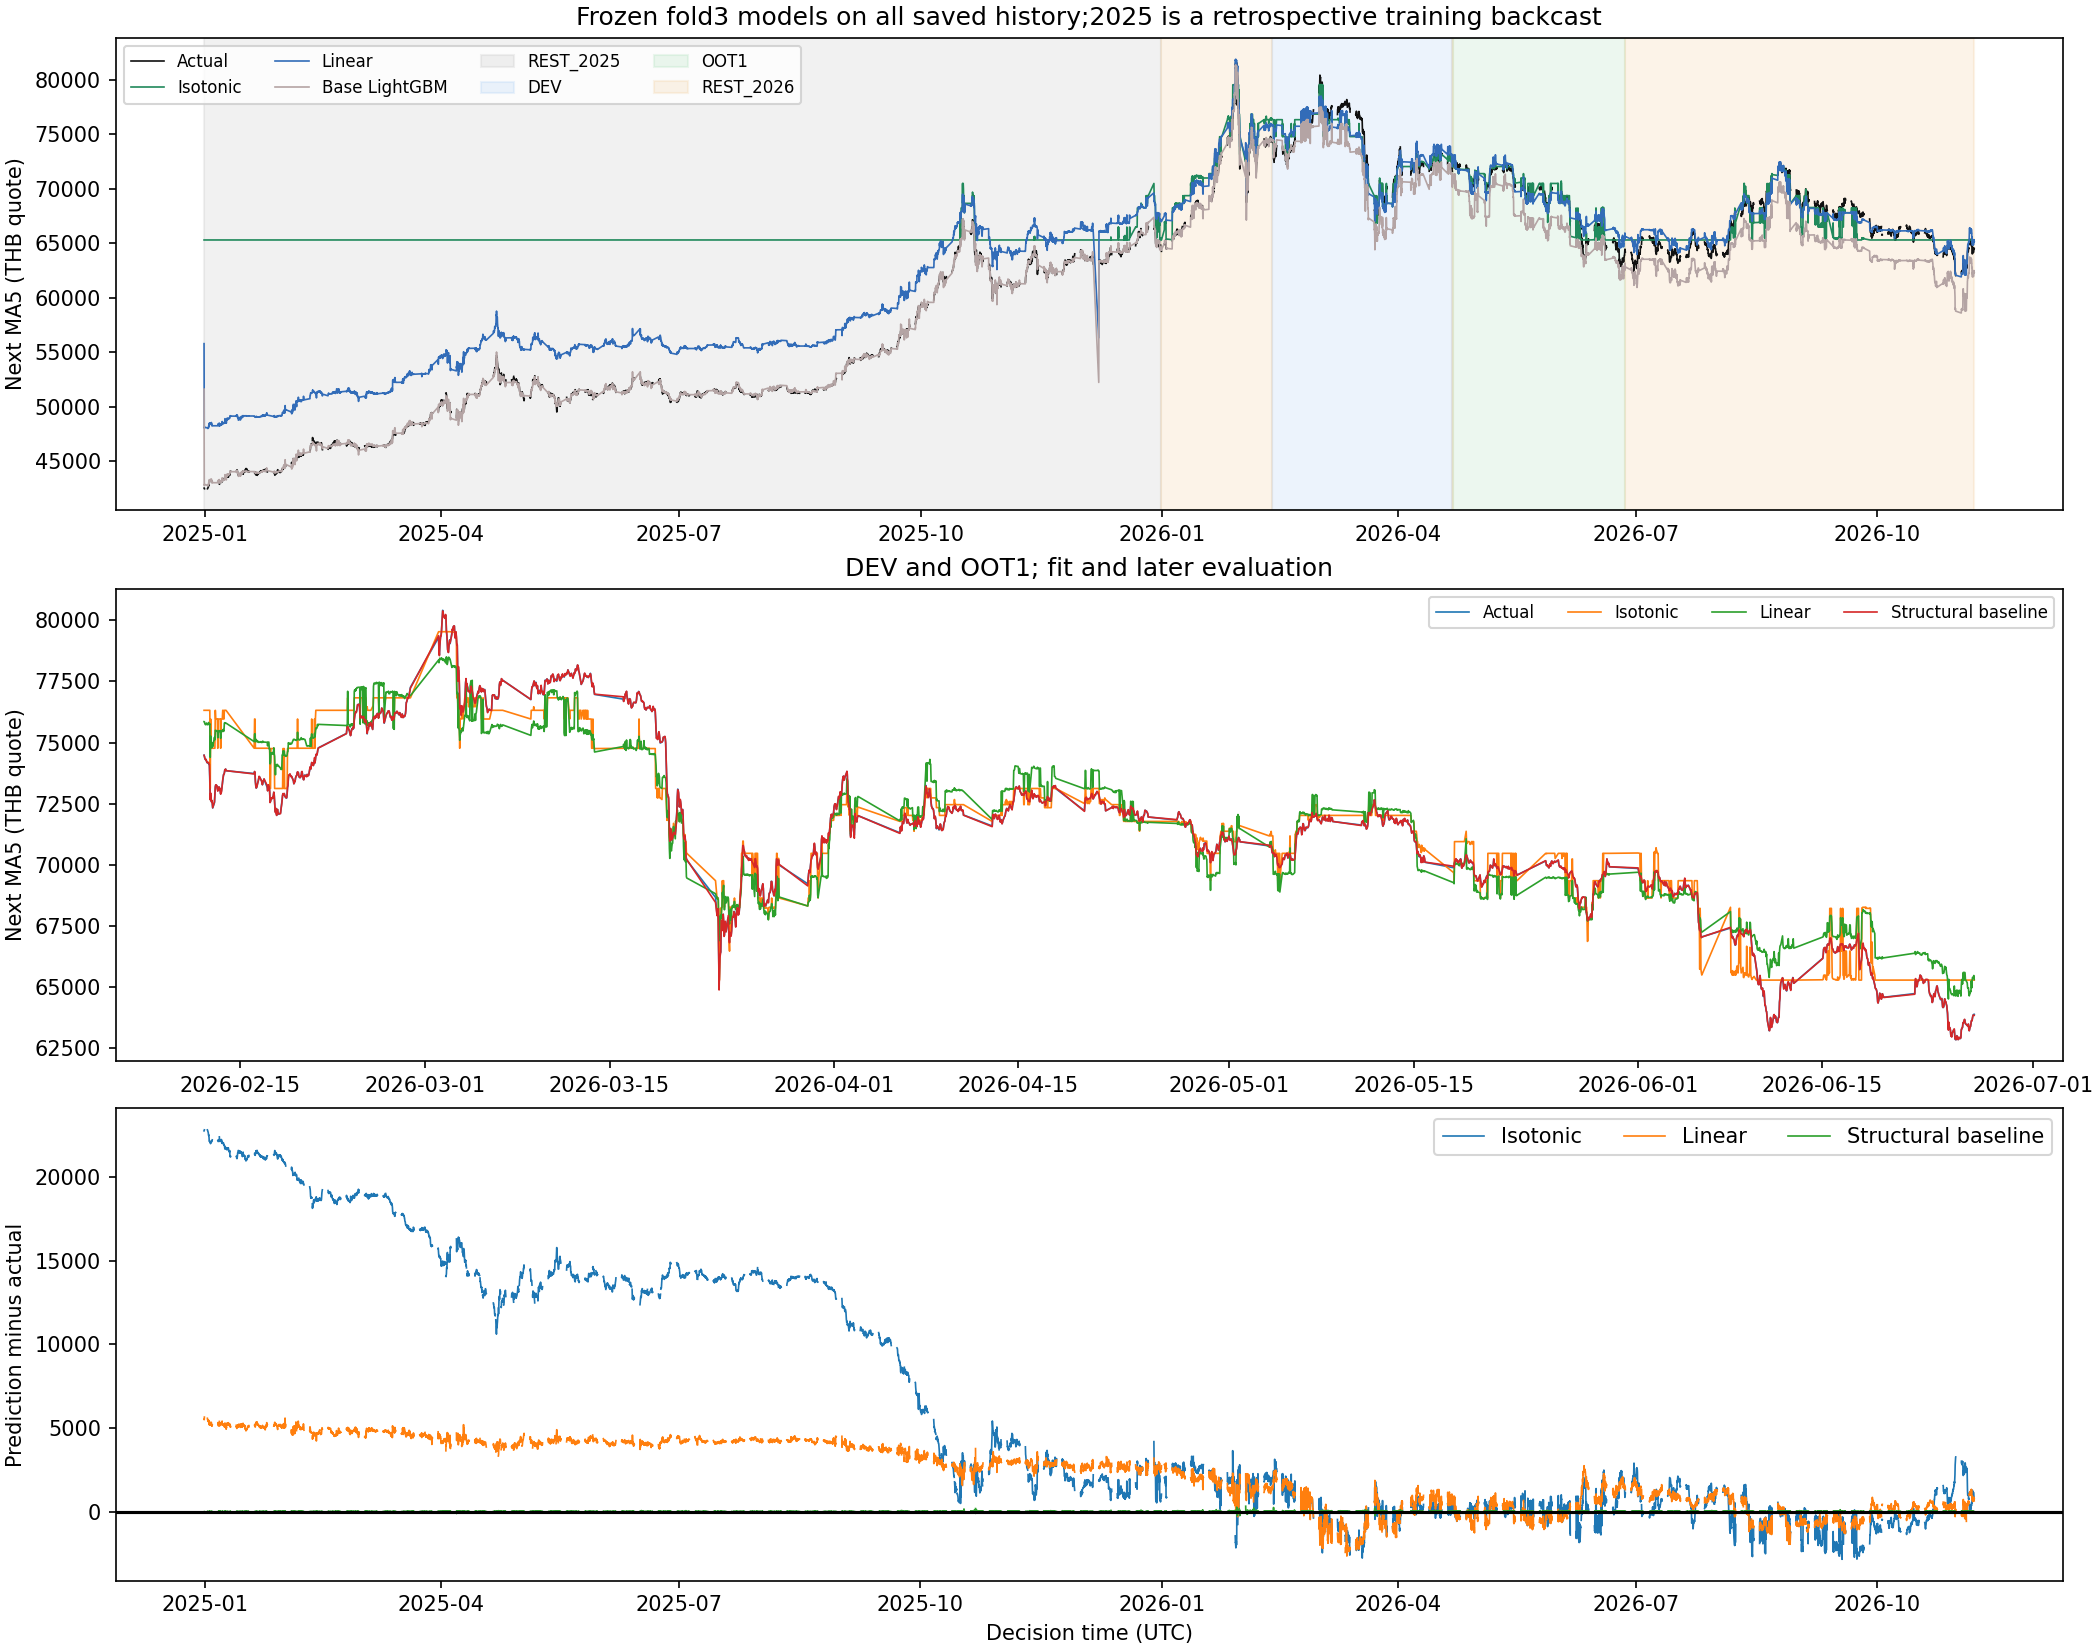 Frozen fold3 models on all saved history;2025 is a retrospective training backcast
Actual
Isotonic
Linear
Base LightGBM
REST_2025
DEV
OOT1
REST_2026
Next MA5 (THB quote)
80000
75000
70000
65000
60000
55000
50000
45000
2025-01 2025-04 2025-07 2025-10 2026-01 2026-04 2026-07 2026-10
DEV and OOT1; fit and later evaluation
Actual Isotonic Linear Structural baseline
Next MA5 (THB quote)
80000
77500
75000
72500
70000
67500
65000
62500
2026-02-15 2026-03-01 2026-03-15 2026-04-01 2026-04-15 2026-05-01 2026-05-15 2026-06-01 2026-06-15 2026-07-01
Isotonic Linear Structural baseline
Prediction minus actual
20000
15000
10000
5000
0
2025-01 2025-04 2025-07 2025-10 2026-01 2026-04 2026-07 2026-10
Decision time (UTC)